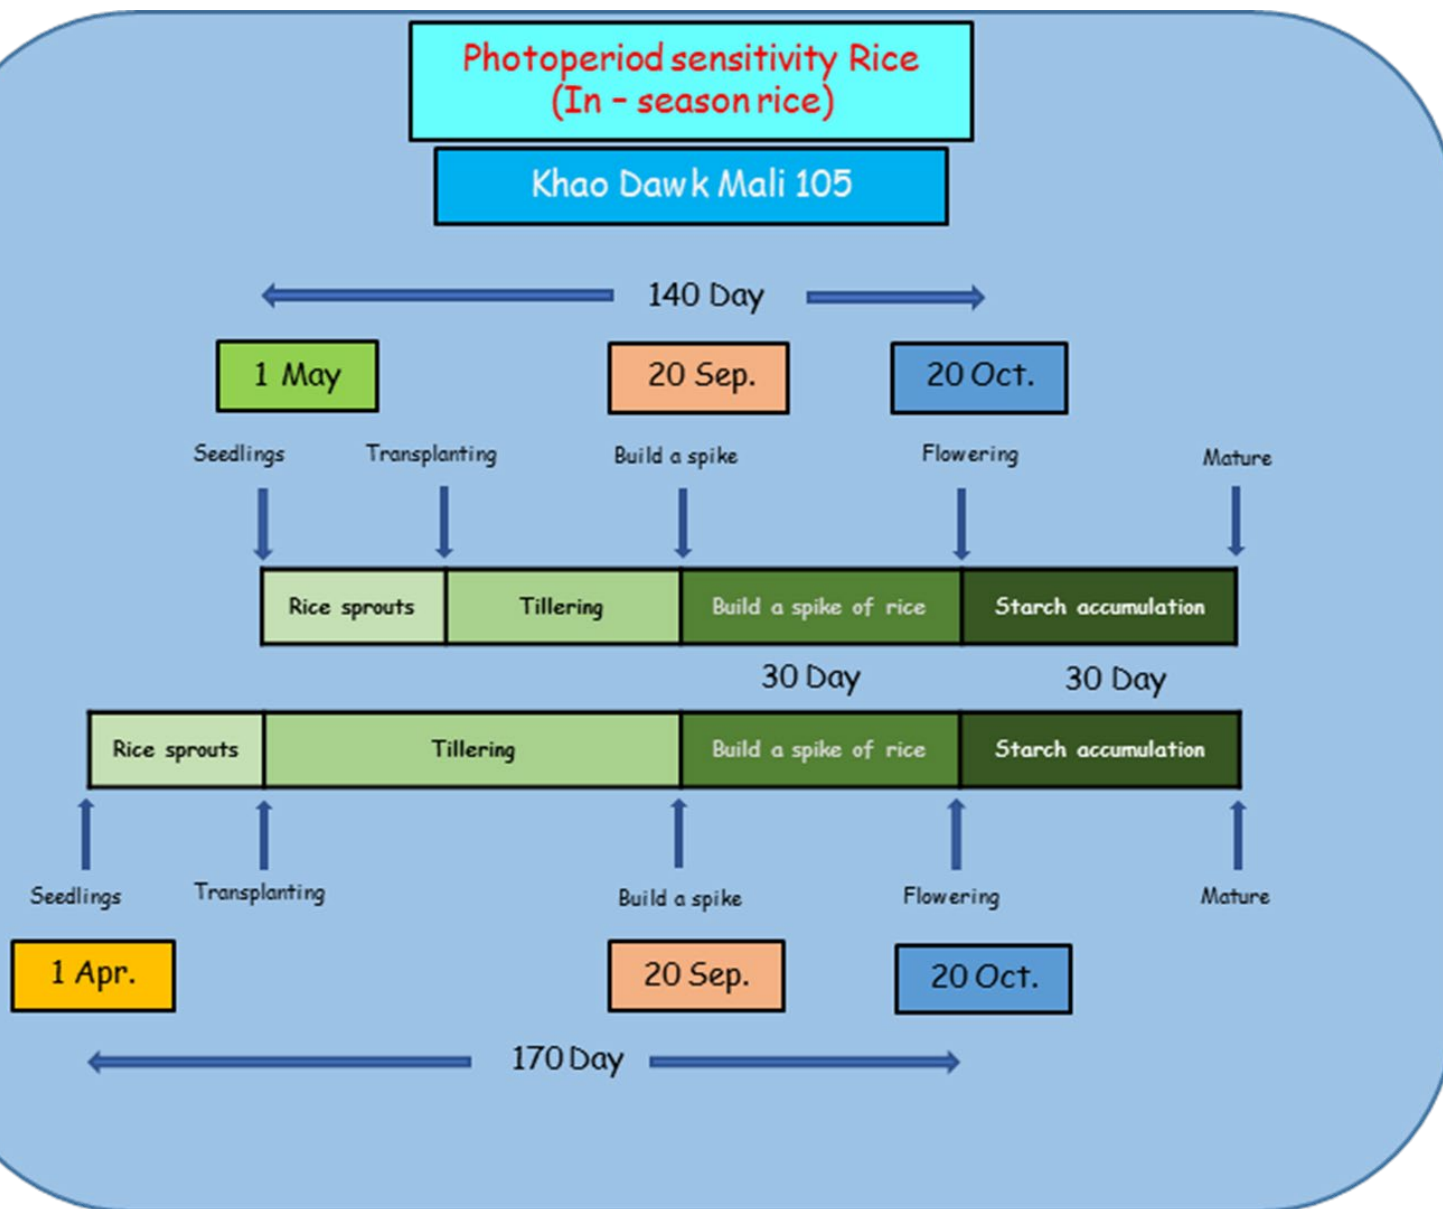 Photoperiod sensitivity Rice
(In - season rice)
Khao Dawk Mali 105
140 Day
1 May
20 Sep.
20 Oct.
Seedlings
Transplanting
Build a spike
Flowering
Mature
Rice sprouts
Tillering
Build a spike of rice
Starch accumulation
30 Day
30 Day
Rice sprouts
Tillering
Build a spike of rice
Starch accumulation
Seedlings
Transplanting
Build a spike
Flowering
Mature
1 Apr.
20 Sep.
20 Oct.
170 Day